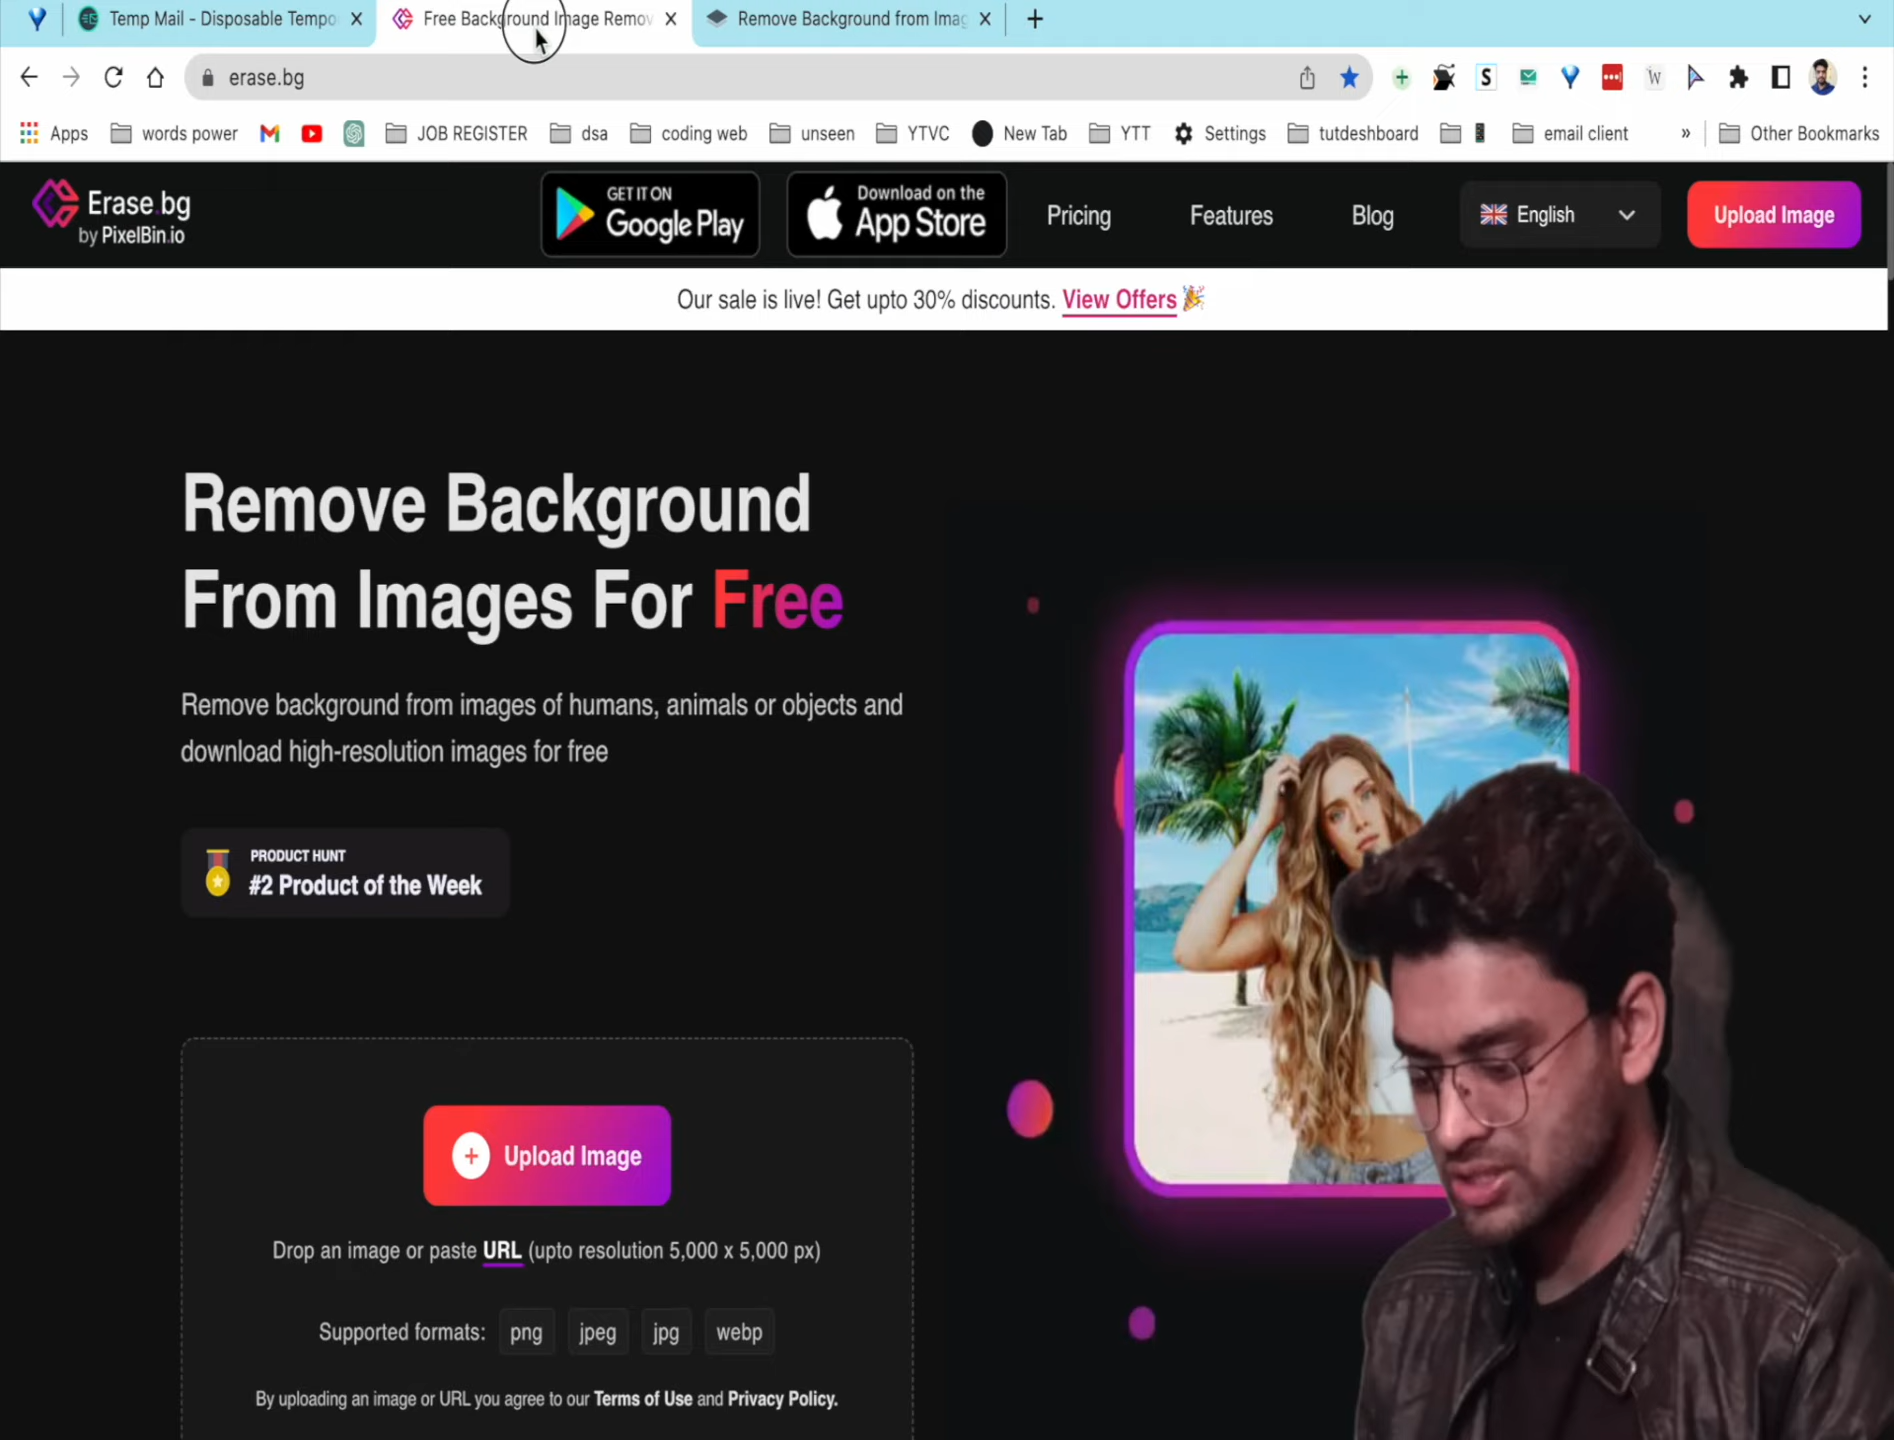 Temp Mail - Disposable Tempo
Free Background Image Remov
Remove Background from Imag
erase.bg
S
W
Apps
words power
JOB REGISTER
dsa
coding web
unseen
YTVC
New Tab
YTT
Settings
tutdeshboard
email client
»
Other Bookmarks
Erase.bg
by PixelBin.io
GET IT ON
Google Play
Download on the
App Store
Pricing
Features
Blog
English
Upload Image
Our sale is live! Get upto 30% discounts. View Offers
Remove Background
From Images For Free
Remove background from images of humans, animals or objects and
download high-resolution images for free
PRODUCT HUNT
#2 Product of the Week
Upload Image
Drop an image or paste URL (upto resolution 5,000 x 5,000 px)
Supported formats: png jpeg jpg webp
By uploading an image or URL you agree to our Terms of Use and Privacy Policy.